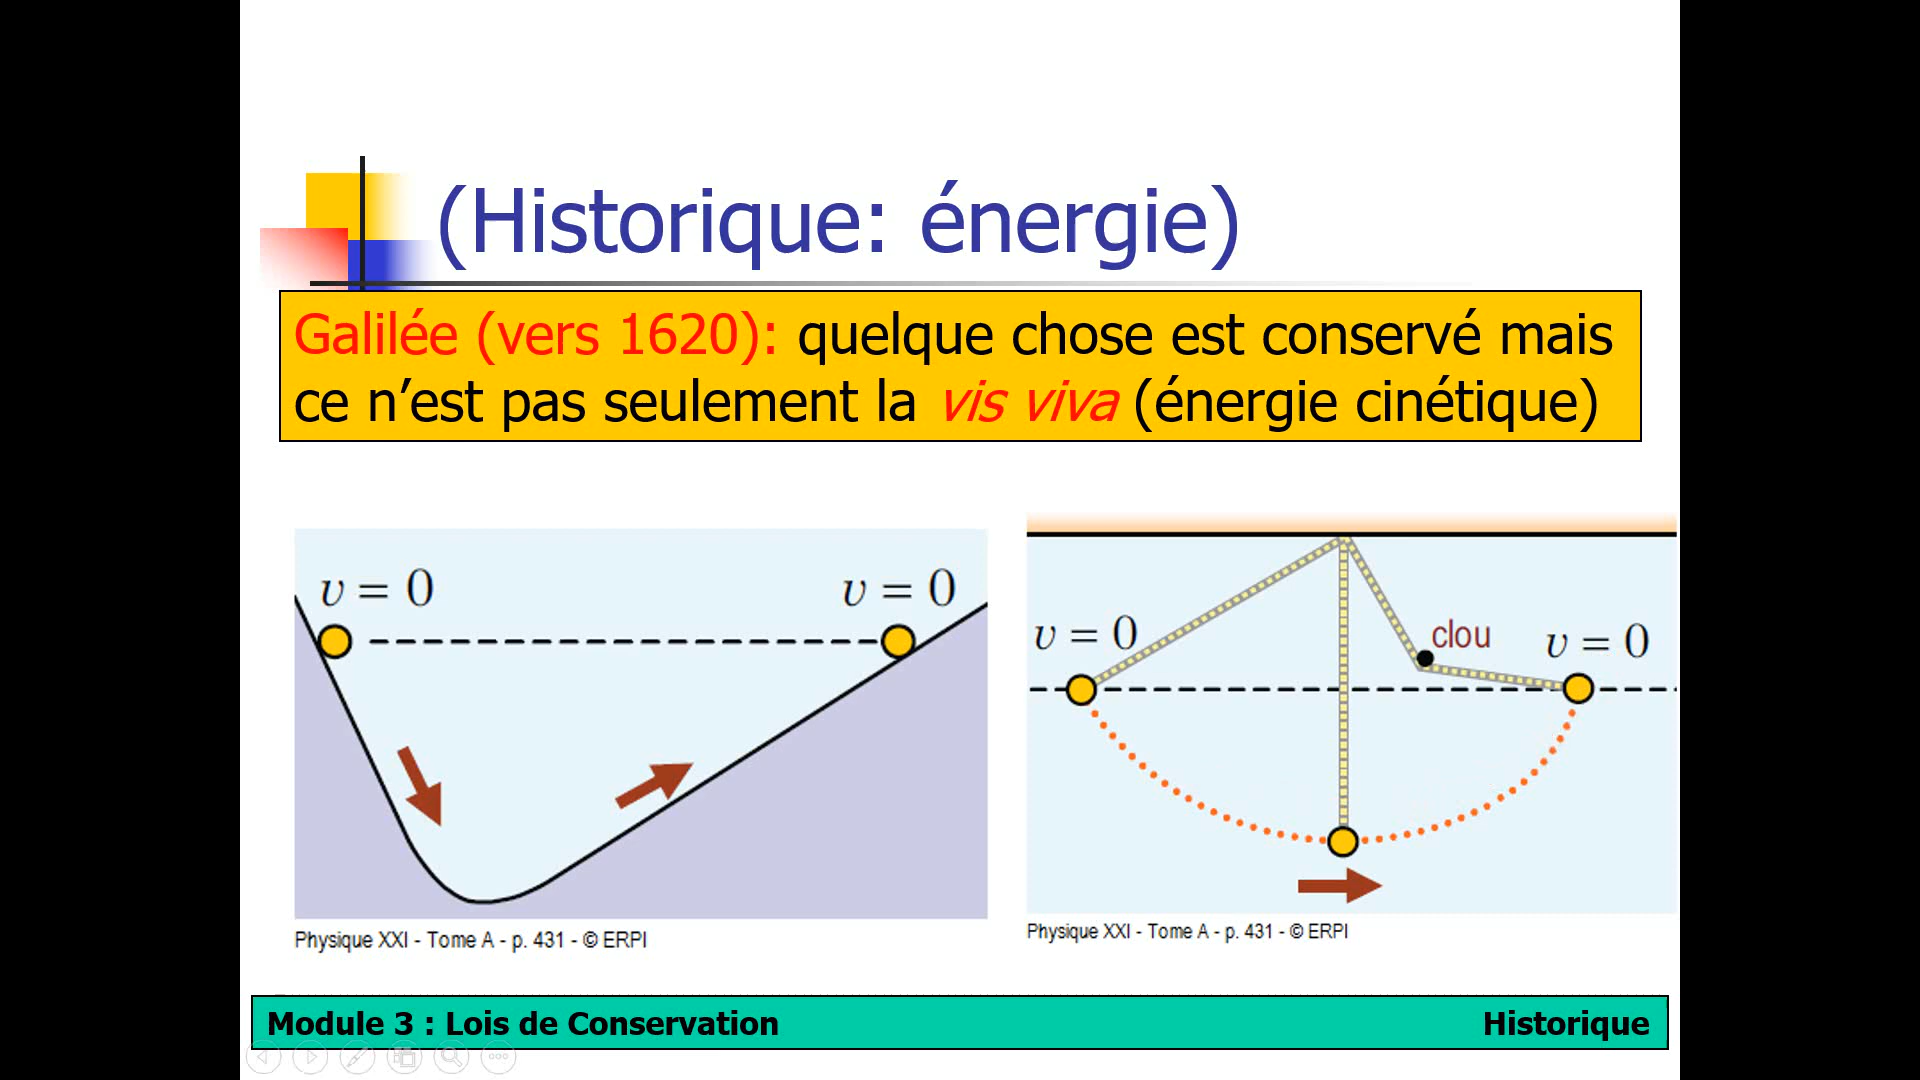 (Historique: énergie)
Galilée (vers 1620): quelque chose est conservé mais
ce n’est pas seulement la vis viva (énergie cinétique)
v = 0
v = 0
Physique XXI - Tome A - p. 431 - © ERPI
v = 0
clou
v = 0
Physique XXI - Tome A - p. 431 - © ERPI
Module 3 : Lois de Conservation
Historique